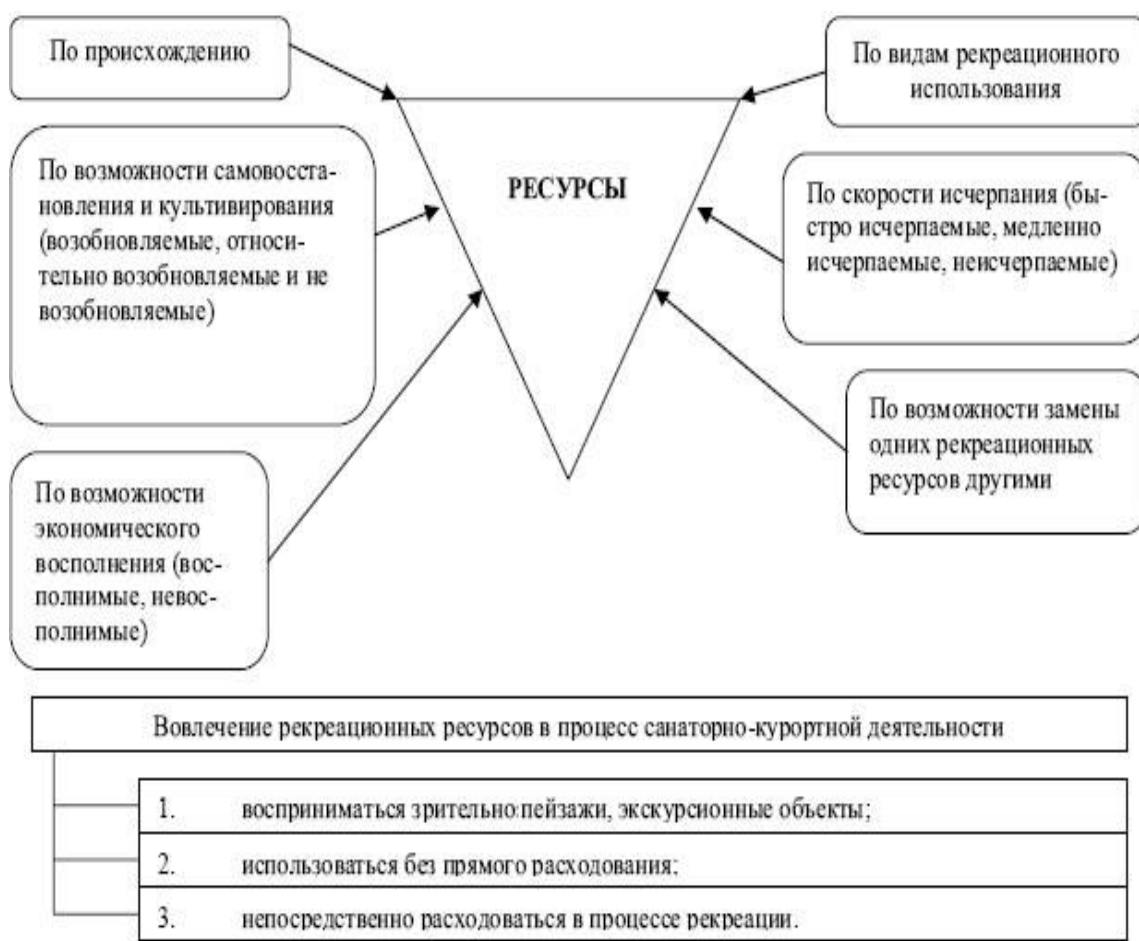 По происхождению
По видам рекреационного
использования
РЕСУРСЫ
По возможности самовосста-
новления и культивирования
(возобновляемые, относи-
тельно возобновляемые и не
возобновляемые)
По скорости исчерпания (бы-
стро исчерпаемые, медленно
исчерпаемые, неисчерпаемые)
По возможности
экономического
восполнения (вос-
полнимые, невос-
полнимые)
По возможности замены
одних рекреационных
ресурсов другими
Вовлечение рекреационных ресурсов в процесс санаторно-курортной деятельности
1. восприниматься зрительно:пейзажи, экскурсионные объекты;
2. использоваться без прямого расходования;
3. непосредственно расходоваться в процессе рекреации.